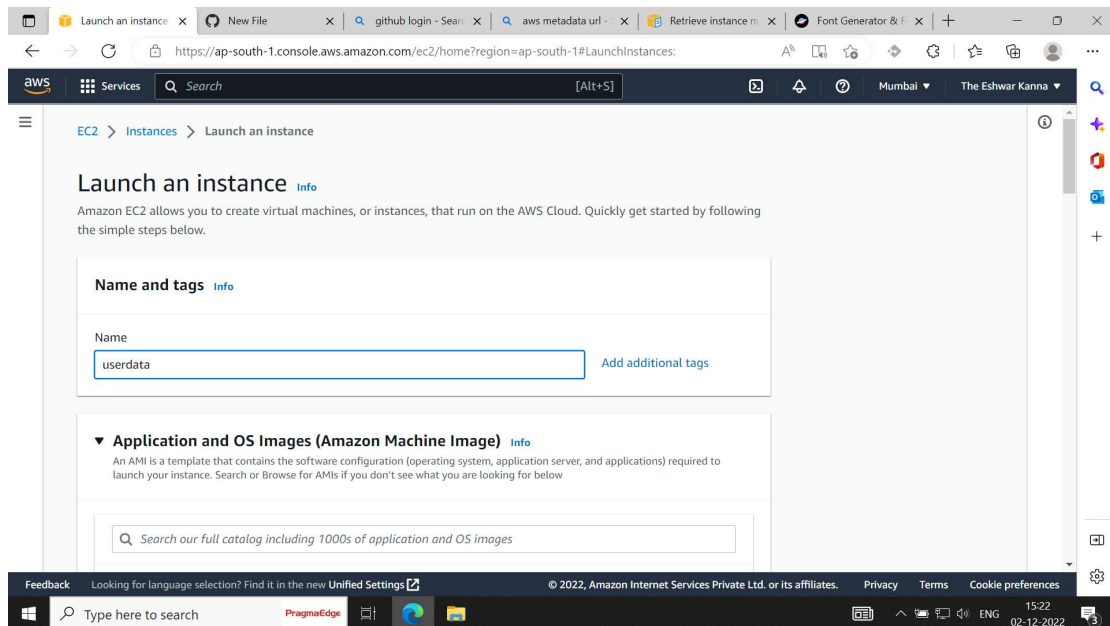 Launch an instance
New File
github login - Sear
aws metadata url -
Retrieve instance m
Font Generator & F
https://ap-south-1.console.aws.amazon.com/ec2/home?region=ap-south-1#LaunchInstances:
aws
Services
Search
[Alt+S]
Mumbai
The Eshwar Kanna
EC2 > Instances > Launch an instance
Launch an instance Info
Amazon EC2 allows you to create virtual machines, or instances, that run on the AWS Cloud. Quickly get started by following
the simple steps below.
Name and tags Info
Name
userdata
Add additional tags
Application and OS Images (Amazon Machine Image) Info
An AMI is a template that contains the software configuration (operating system, application server, and applications) required to
launch your instance. Search or Browse for AMIs if you don't see what you are looking for below
Search our full catalog including 1000s of application and OS images
Feedback
Looking for language selection? Find it in the new Unified Settings
© 2022, Amazon Internet Services Private Ltd. or its affiliates.
Privacy
Terms
Cookie preferences
Type here to search
PragmaEdge
ENG
15:22
02-12-2022
3